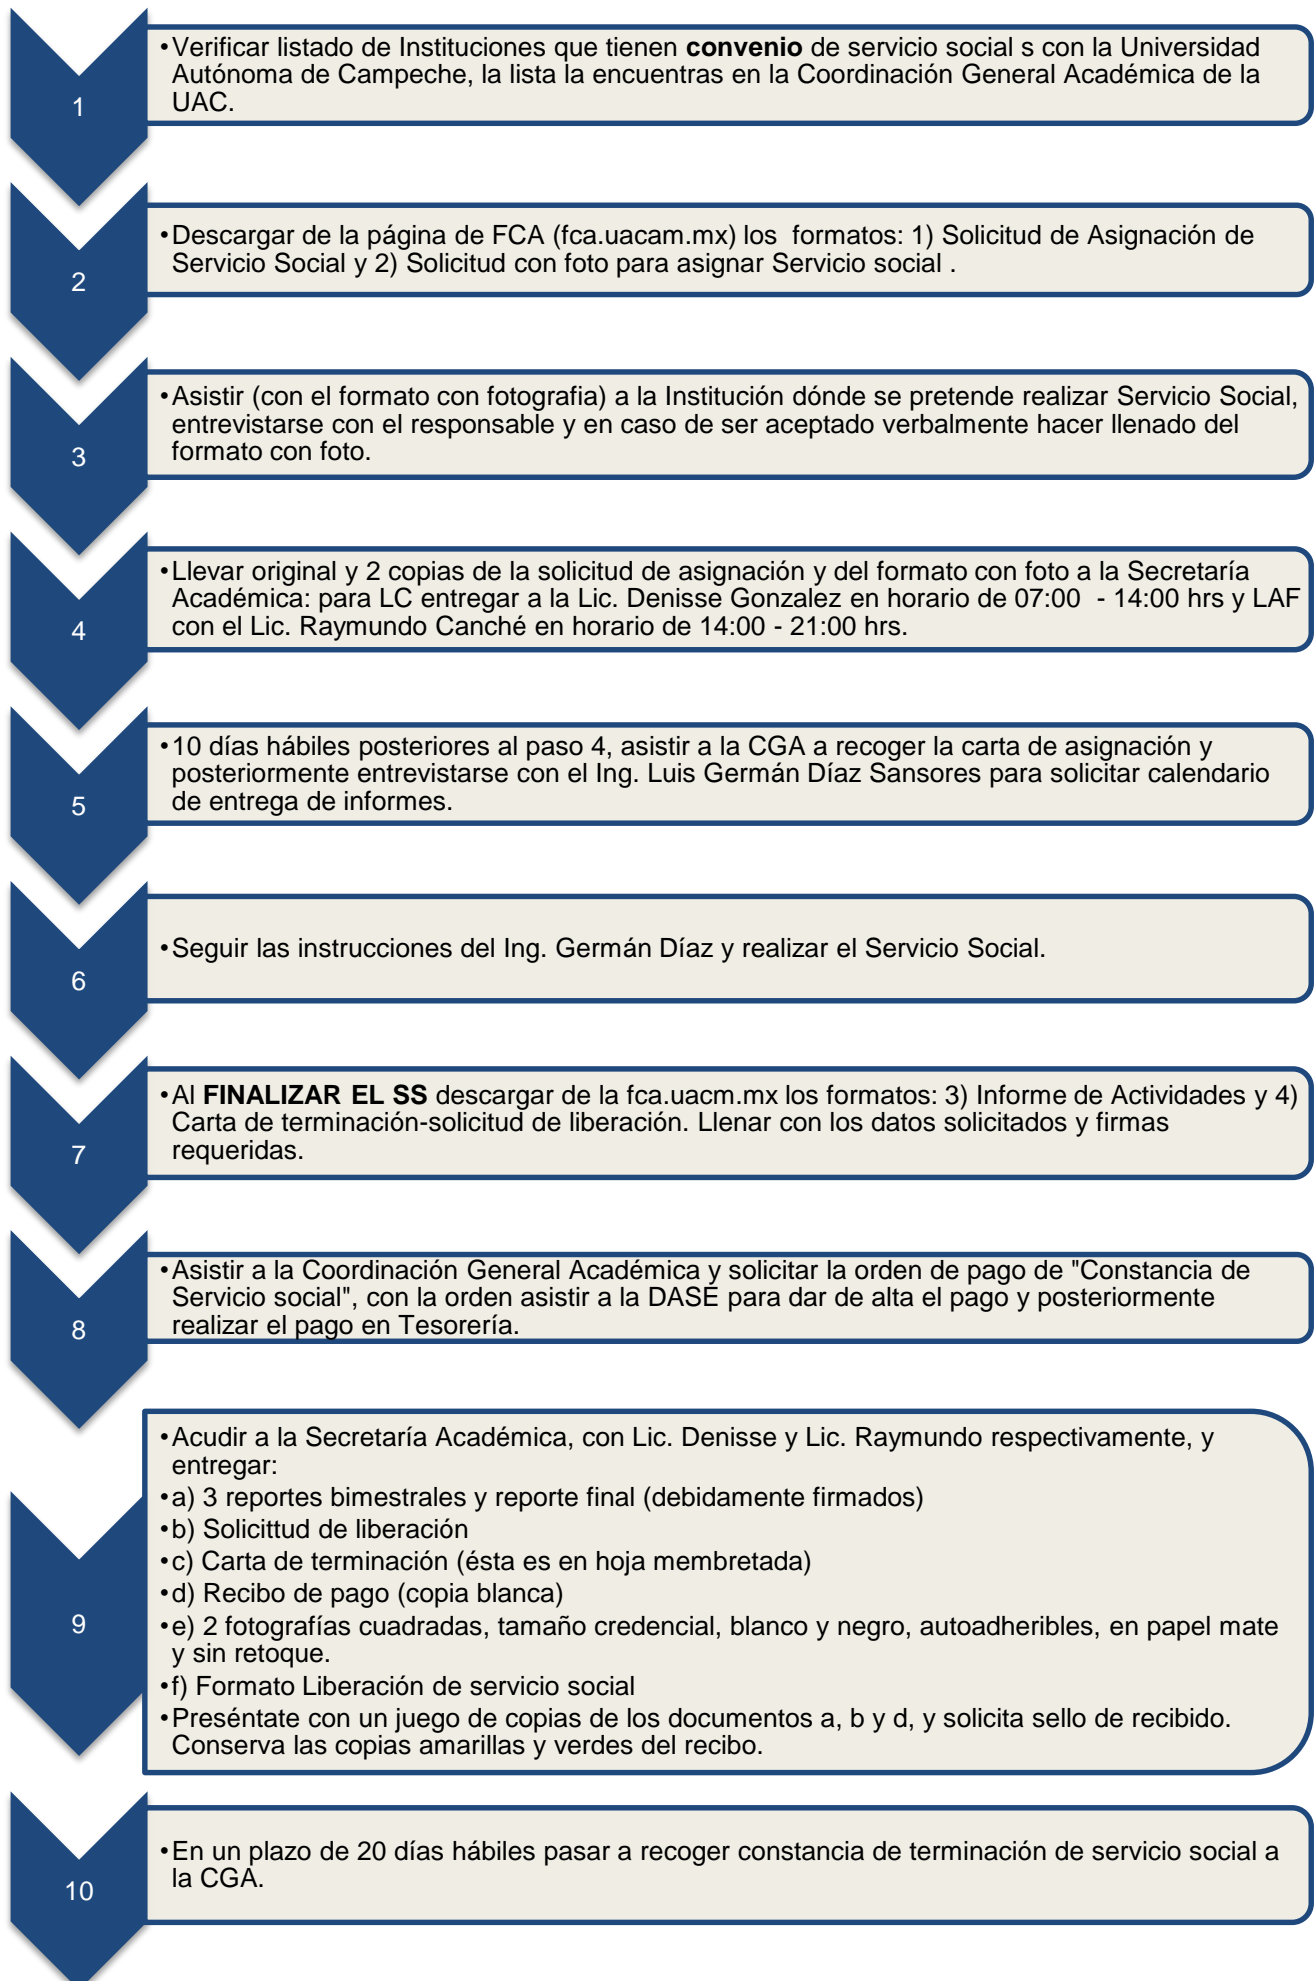 1
•Verificar listado de Instituciones que tienen convenio de servicio social s con la Universidad
Autónoma de Campeche, la lista la encuentras en la Coordinación General Académica de la
UAC.
2
•Descargar de la página de FCA (fca.uacam.mx) los  formatos: 1) Solicitud de Asignación de
Servicio Social y 2) Solicitud con foto para asignar Servicio social .
3
•Asistir (con el formato con fotografia) a la Institución dónde se pretende realizar Servicio Social,
entrevistarse con el responsable y en caso de ser aceptado verbalmente hacer llenado del
formato con foto.
4
•Llevar original y 2 copias de la solicitud de asignación y del formato con foto a la Secretaría
Académica: para LC entregar a la Lic. Denisse Gonzalez en horario de 07:00  - 14:00 hrs y LAF
con el Lic. Raymundo Canché en horario de 14:00 - 21:00 hrs.
5
•10 días hábiles posteriores al paso 4, asistir a la CGA a recoger la carta de asignación y
posteriormente entrevistarse con el Ing. Luis Germán Díaz Sansores para solicitar calendario
de entrega de informes.
6
•Seguir las instrucciones del Ing. Germán Díaz y realizar el Servicio Social.
7
•Al FINALIZAR EL SS descargar de la fca.uacm.mx los formatos: 3) Informe de Actividades y 4)
Carta de terminación-solicitud de liberación. Llenar con los datos solicitados y firmas
requeridas.
8
•Asistir a la Coordinación General Académica y solicitar la orden de pago de "Constancia de
Servicio social", con la orden asistir a la DASE para dar de alta el pago y posteriormente
realizar el pago en Tesorería.
9
•Acudir a la Secretaría Académica, con Lic. Denisse y Lic. Raymundo respectivamente, y
entregar:
•a) 3 reportes bimestrales y reporte final (debidamente firmados)
•b) Solicittud de liberación
•c) Carta de terminación (ésta es en hoja membretada)
•d) Recibo de pago (copia blanca)
•e) 2 fotografías cuadradas, tamaño credencial, blanco y negro, autoadheribles, en papel mate
y sin retoque.
•f) Formato Liberación de servicio social
•Preséntate con un juego de copias de los documentos a, b y d, y solicita sello de recibido.
Conserva las copias amarillas y verdes del recibo.
10
•En un plazo de 20 días hábiles pasar a recoger constancia de terminación de servicio social a
la CGA.